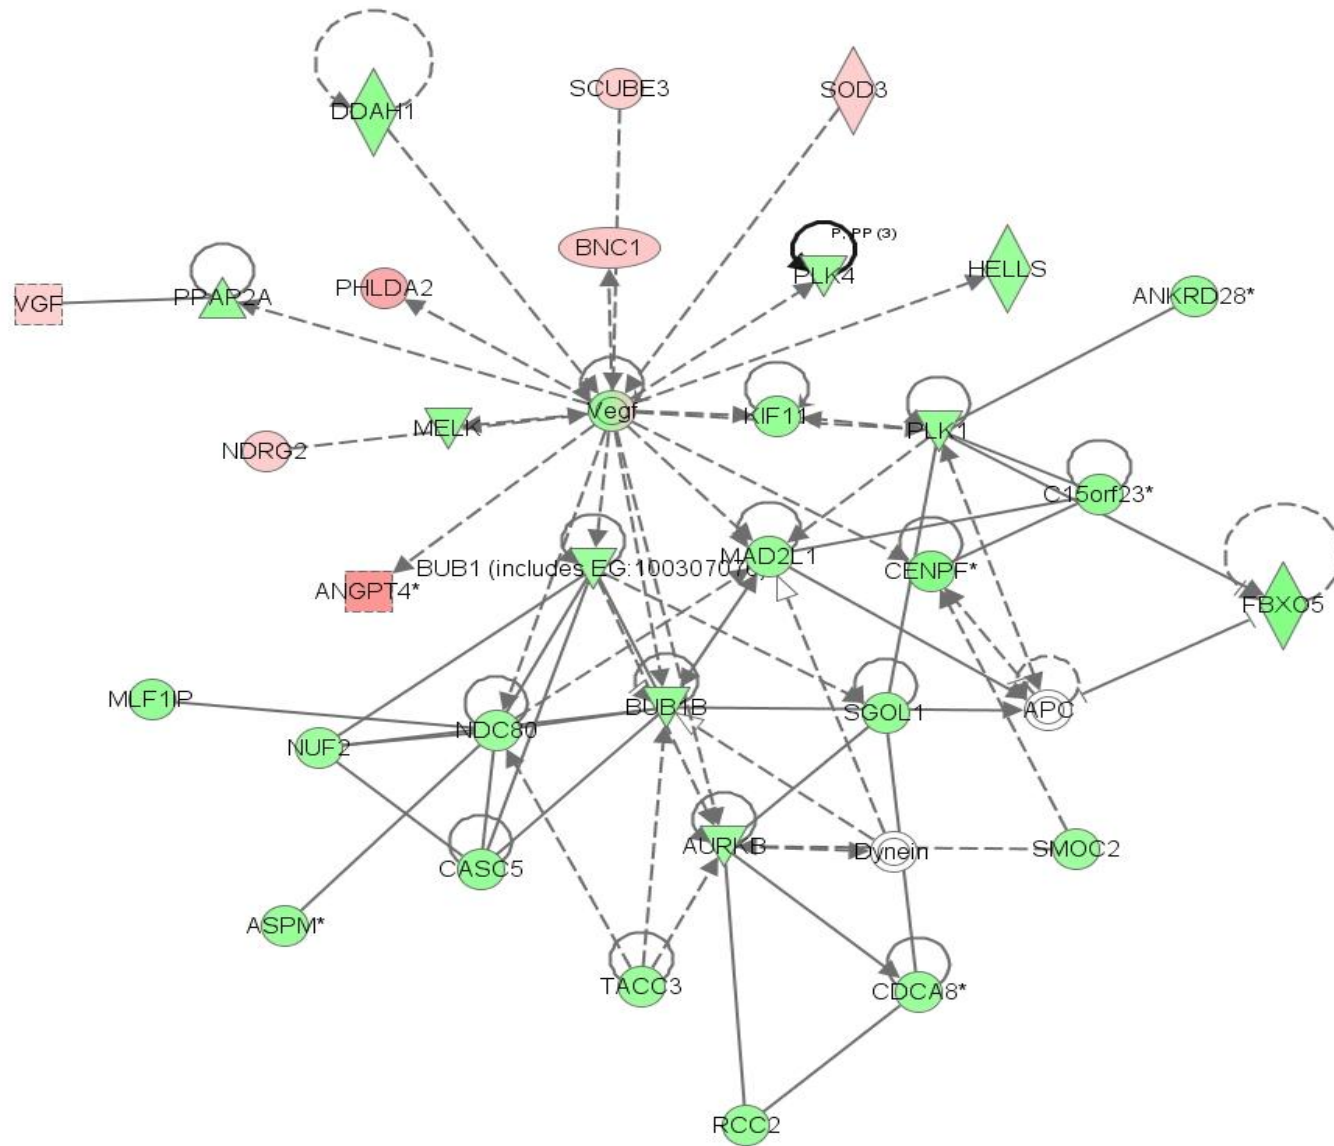 SCUBE3
SOD3
DDAH1
P, PP (3)
BNC1
PLK4
HELLS
VGF
PPAP2A
PHLDA2
ANKRD28*
Vegf
KIF11
MELK
PLK1
NDRG2
C15orf23*
MAD2L1
BUB1 (includes EG:100307076)
CENPF*
ANGPT4*
FBXO5
MLF1IP
BUB1B
SGOL1
APC
NDC80
NUF2
AURKB
Dynein
SMOC2
CASC5
ASPM*
TACC3
CDCA8*
RCC2